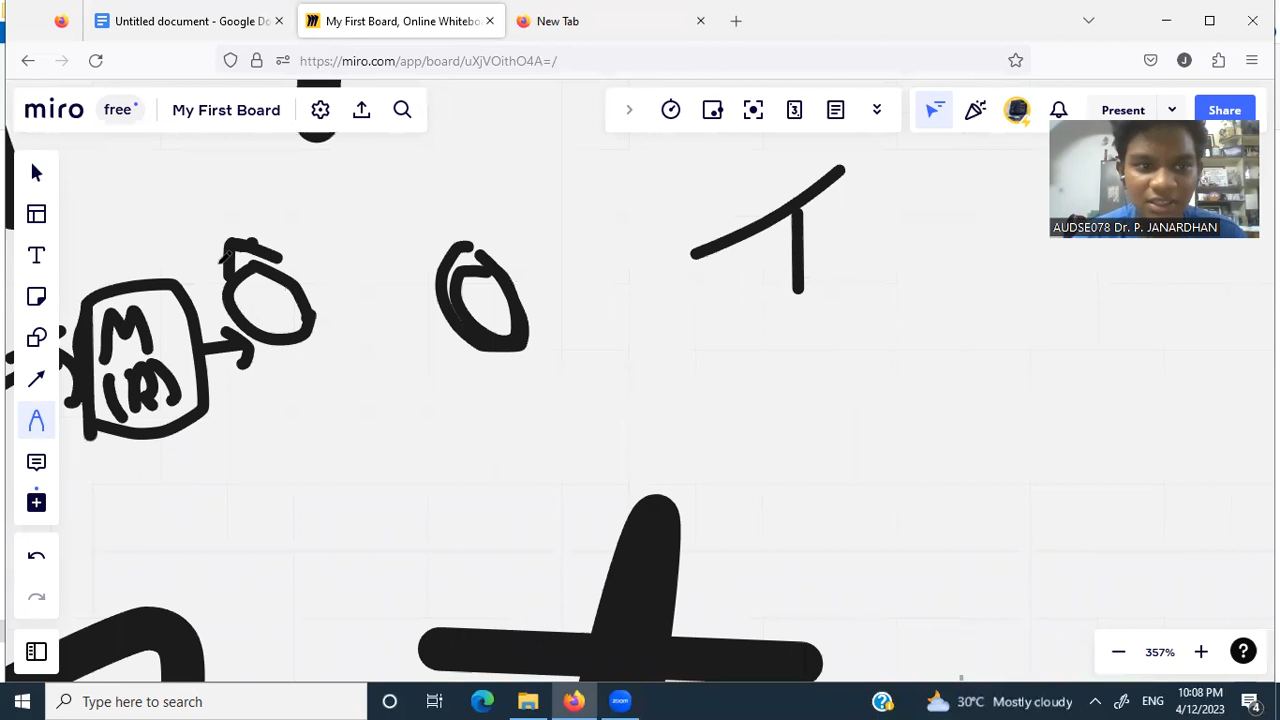 Untitled document - Google Do
My First Board, Online Whitebo
New Tab
https://miro.com/app/board/uXjVOithO4A=/
miro
free
My First Board
Present
Share
AUDSE078 Dr. P. JANARDHAN
M
(R)
357%
Type here to search
30°C Mostly cloudy
ENG
10:08 PM
4/12/2023
4